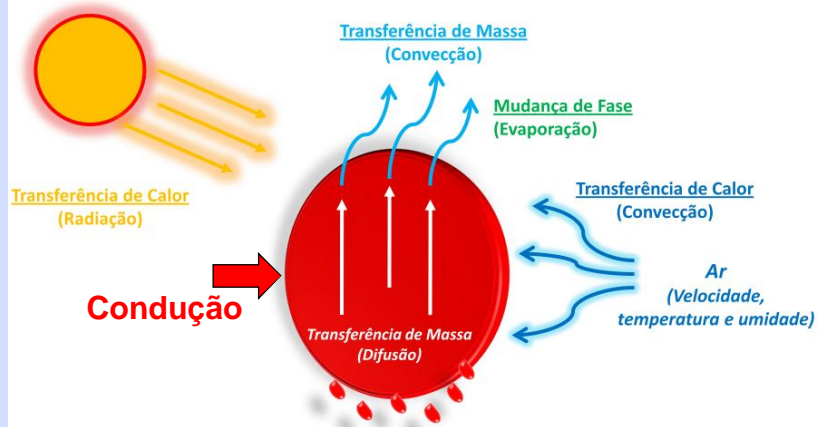 Transferência de Massa
(Convecção)
Mudança de Fase
(Evaporação)
Transferência de Calor
(Radiação)
Transferência de Calor
(Convecção)
Ar
(Velocidade,
temperatura e umidade)
Condução
Transferência de Massa
(Difusão)